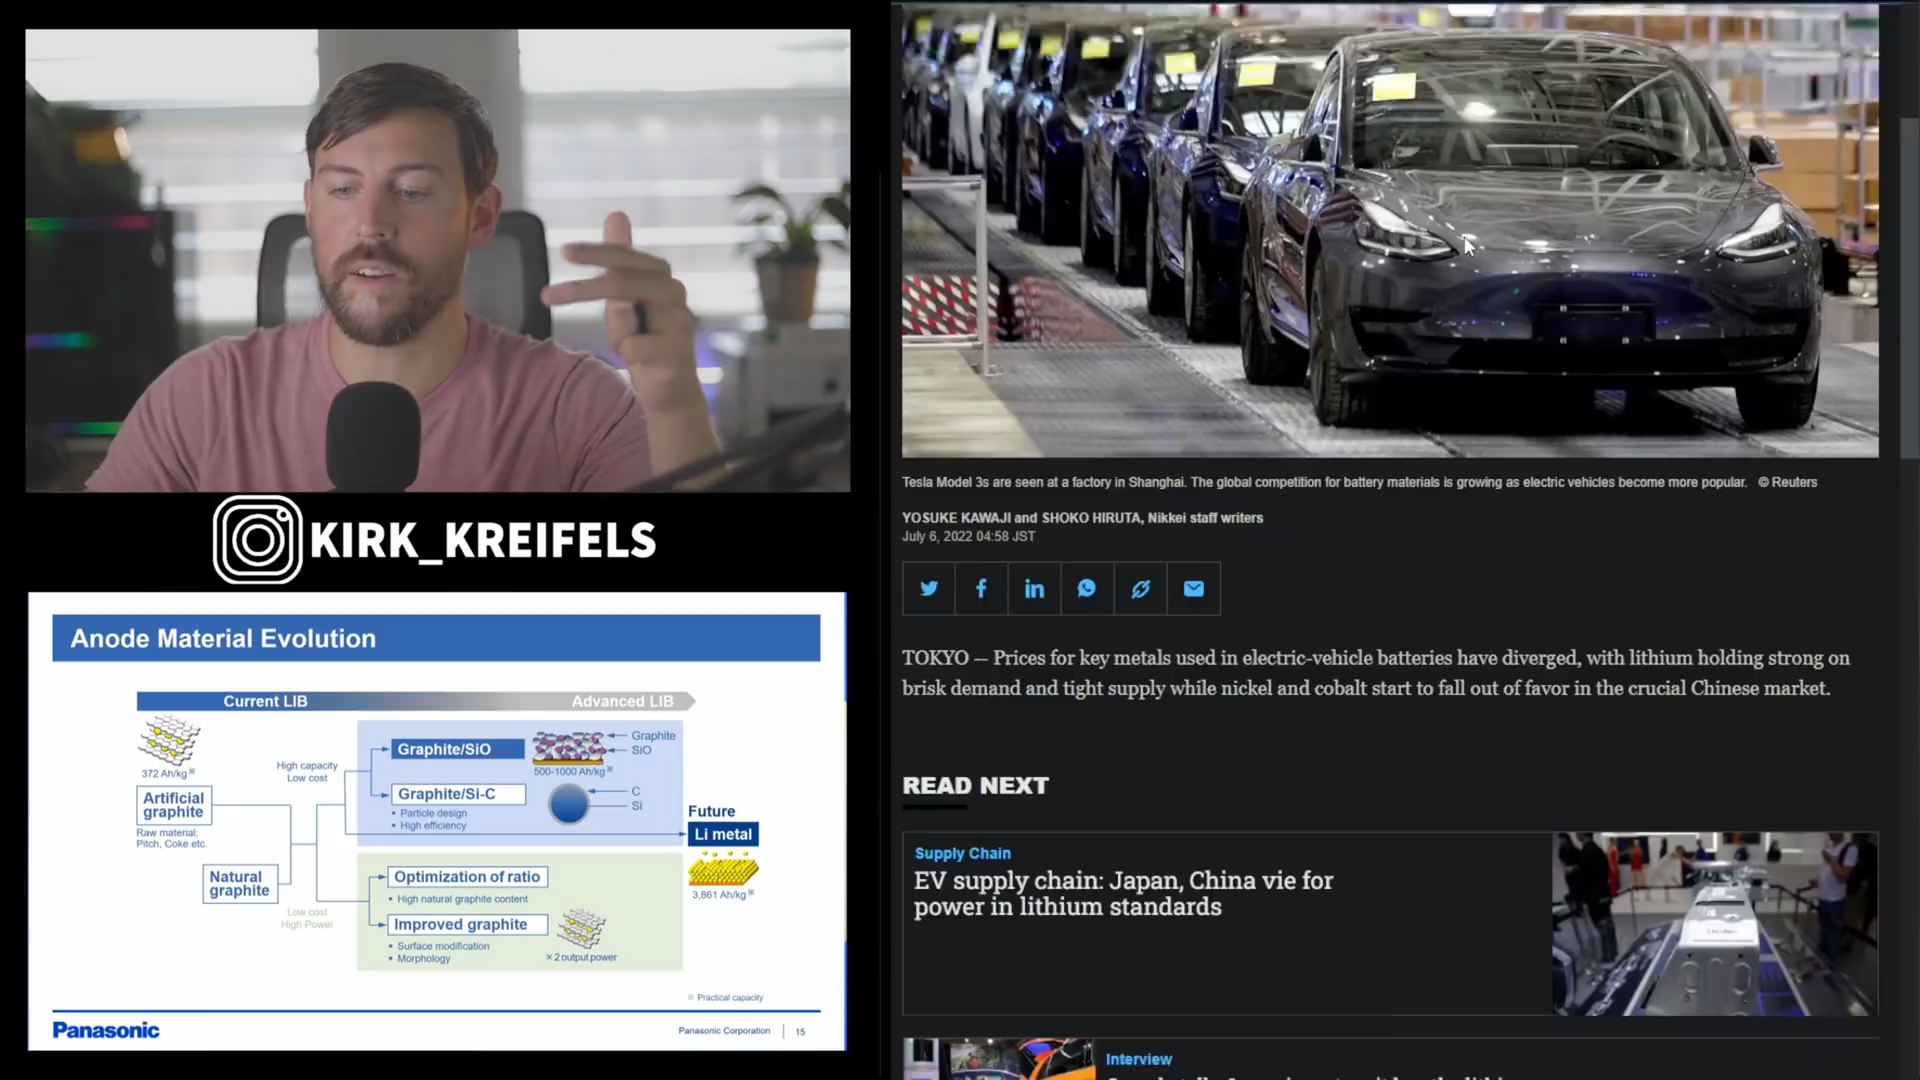 KIRK_KREIFELS
Anode Material Evolution
Current LIB
Advanced LIB
372 Ah/kg※
Artificial
graphite
Raw material;
Pitch, Coke etc.
Natural
graphite
High capacity
Low cost
Low cost
High Power
Graphite/SiO
Graphite
SiO
500-1000 Ah/kg※
Graphite/Si-C
• Particle design
• High efficiency
C
Si
Future
Li metal
3,861 Ah/kg※
Optimization of ratio
• High natural graphite content
Improved graphite
• Surface modification
• Morphology
×2 output power
※ Practical capacity
Panasonic
Panasonic Corporation
15
Tesla Model 3s are seen at a factory in Shanghai. The global competition for battery materials is growing as electric vehicles become more popular. © Reuters
YOSUKE KAWAJI and SHOKO HIRUTA, Nikkei staff writers
July 6, 2022 04:58 JST
TOKYO -- Prices for key metals used in electric-vehicle batteries have diverged, with lithium holding strong on
brisk demand and tight supply while nickel and cobalt start to fall out of favor in the crucial Chinese market.
READ NEXT
Supply Chain
EV supply chain: Japan, China vie for
power in lithium standards
Interview